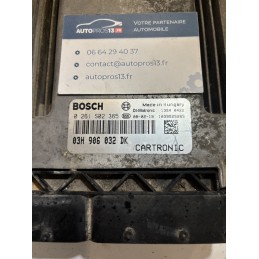 AUTOPROS13.FR
VOTRE PARTENAIRE
AUTOMOBILE
06 64 29 40 37
contact@autopros13.fr
autopros13.fr
BOSCH
Made in Hungary
0 261 S02 365
03H 906 032 DK
CARTRONIC